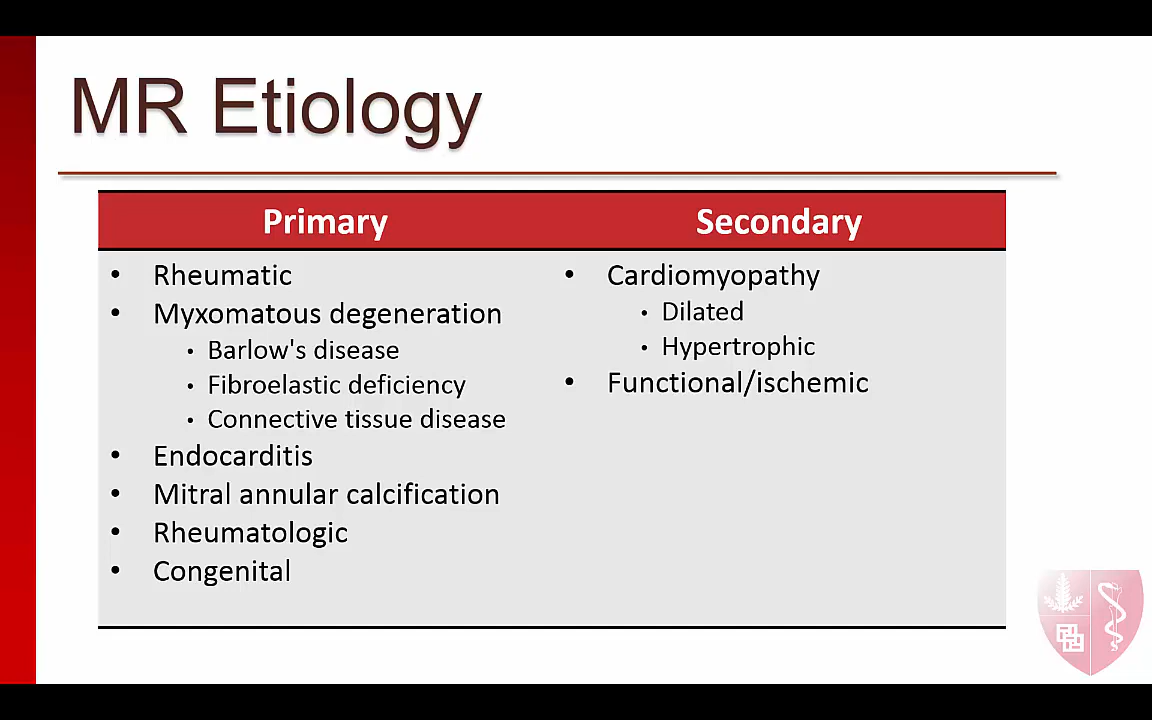 MR Etiology
Primary
Secondary
• Rheumatic
• Myxomatous degeneration
• Barlow's disease
• Fibroelastic deficiency
• Connective tissue disease
• Endocarditis
• Mitral annular calcification
• Rheumatologic
• Congenital
• Cardiomyopathy
• Dilated
• Hypertrophic
• Functional/ischemic